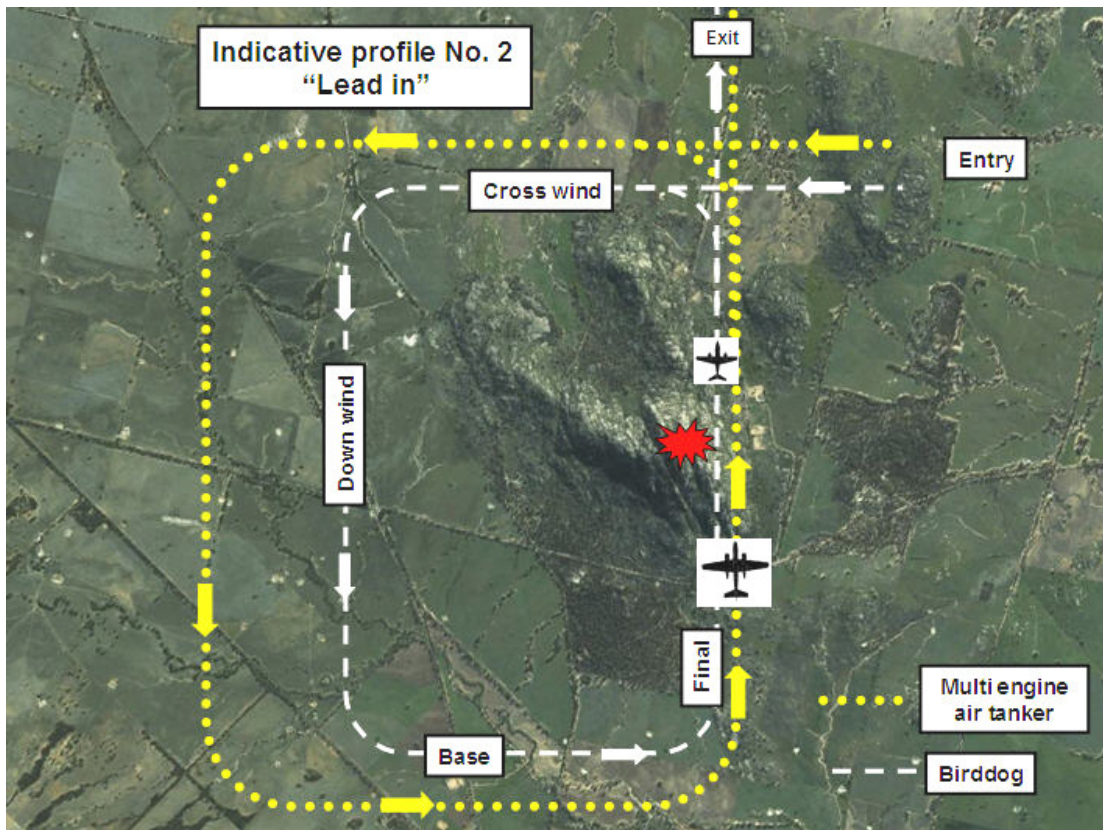 Indicative profile No. 2
“Lead in”
Exit
Entry
Cross wind
Down wind
Final
Base
Multi engine
air tanker
Birddog